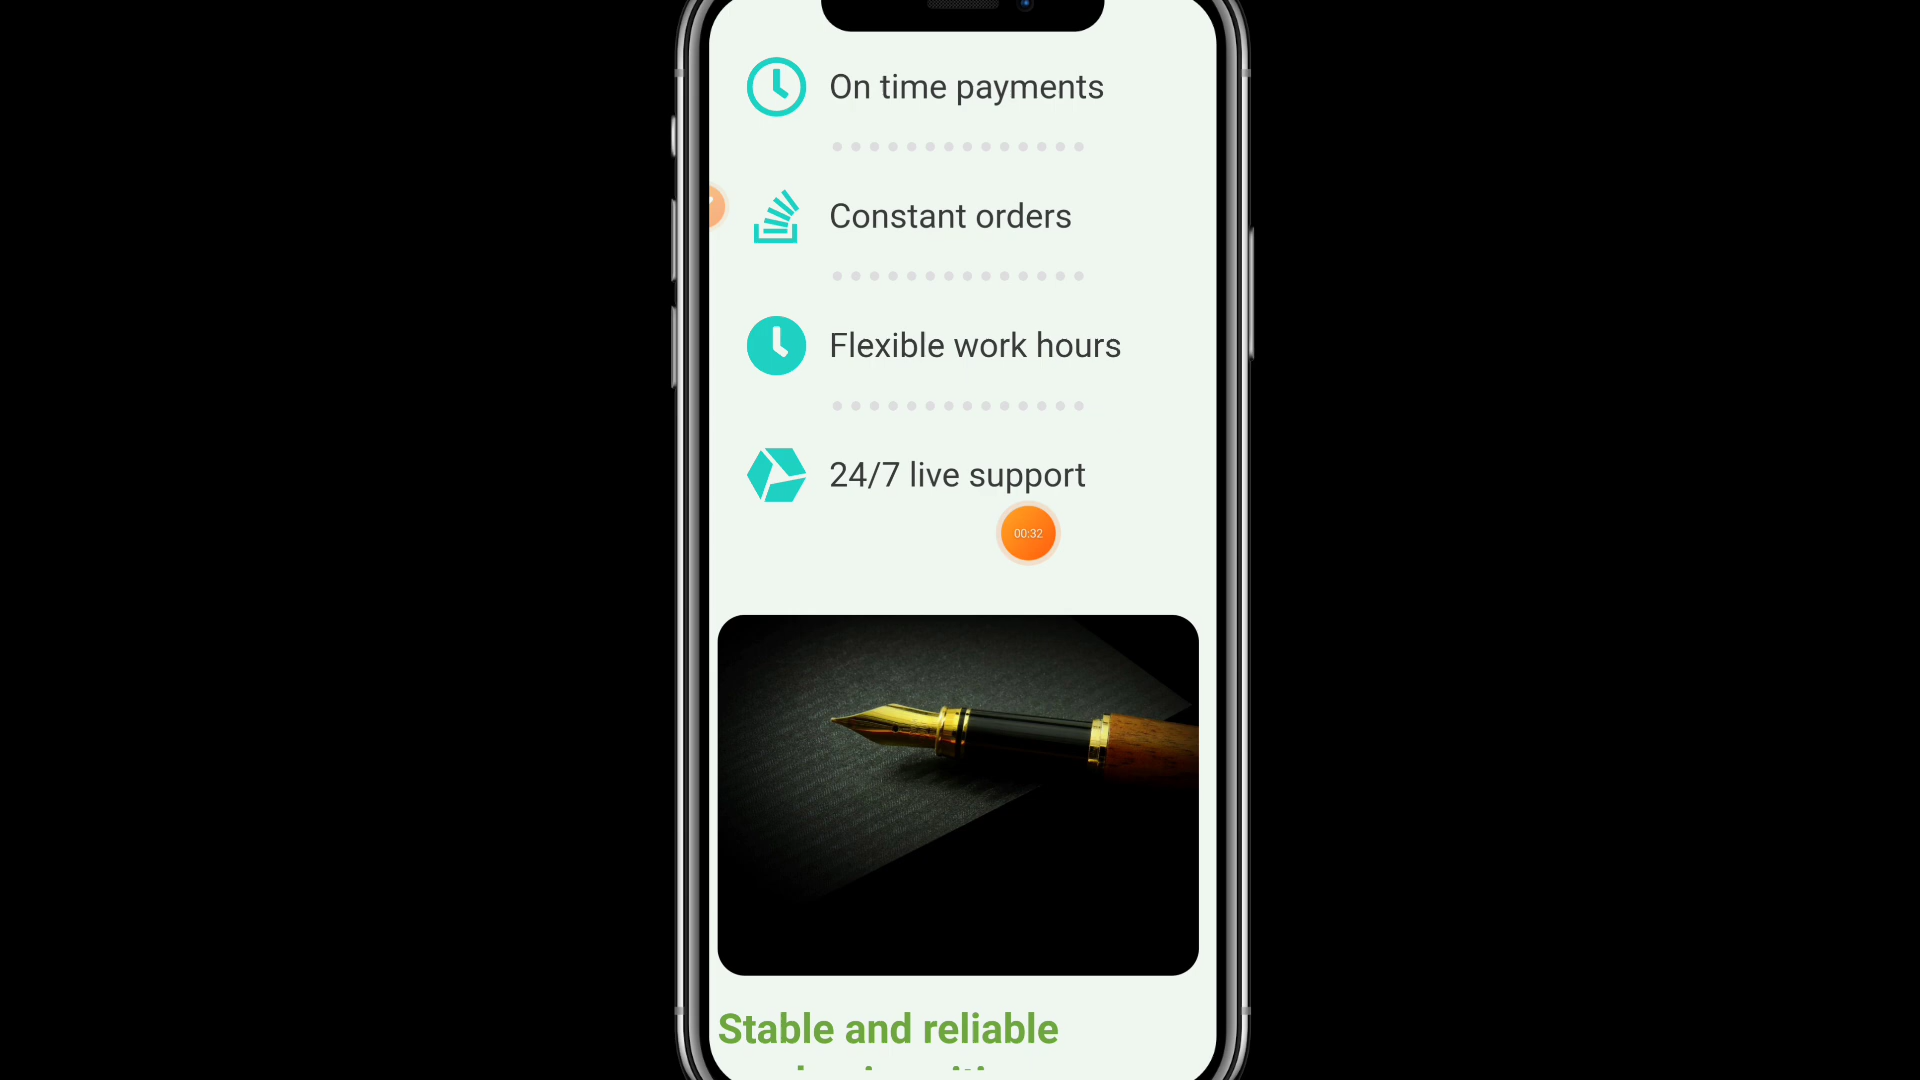 On time payments
Constant orders
Flexible work hours
24/7 live support
00:32
Stable and reliable